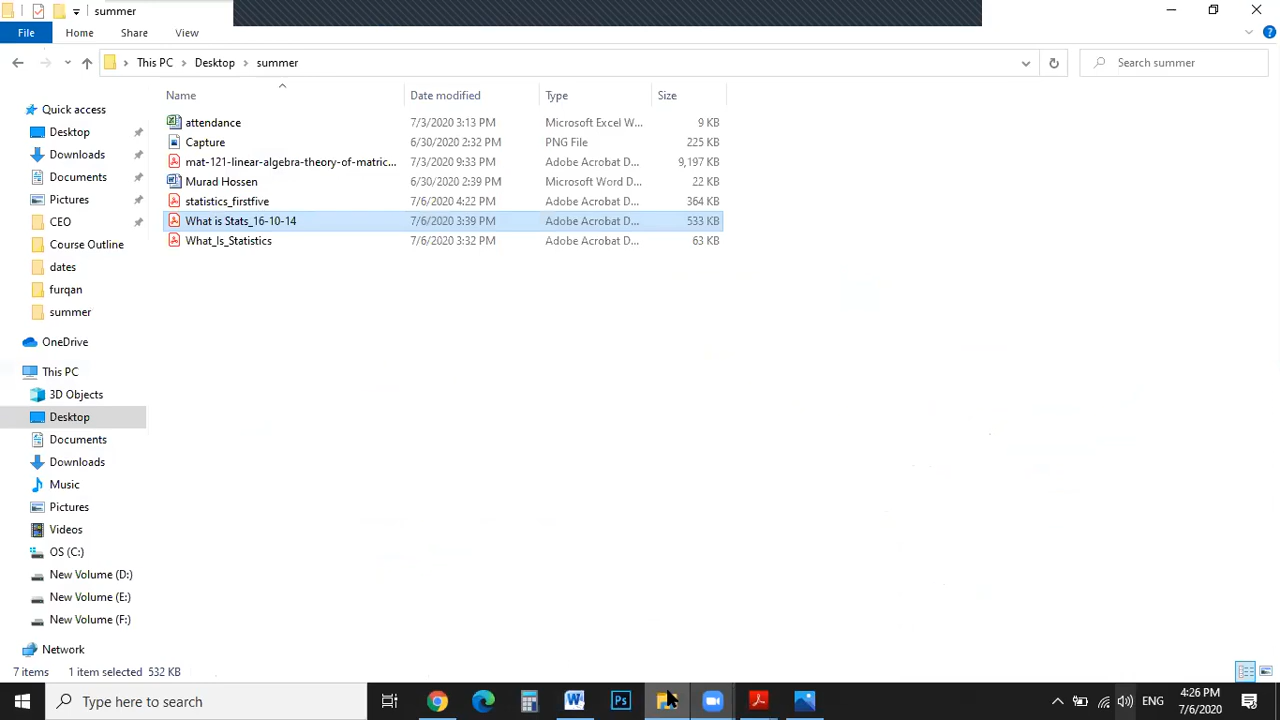 summer
File Home Share View
This PC Desktop summer Search summer
Name Date modified Type Size
Quick access
Desktop
Downloads
Documents
Pictures
CEO
Course Outline
dates
furqan
summer
OneDrive
This PC
3D Objects
Desktop
Documents
Downloads
Music
Pictures
Videos
OS (C:)
New Volume (D:)
New Volume (E:)
New Volume (F:)
Network
attendance 7/3/2020 3:13 PM Microsoft Excel W... 9 KB
Capture 6/30/2020 2:32 PM PNG File 225 KB
mat-121-linear-algebra-theory-of-matric... 7/3/2020 9:33 PM Adobe Acrobat D... 9,197 KB
Murad Hossen 6/30/2020 2:39 PM Microsoft Word D... 22 KB
statistics_firstfive 7/6/2020 4:22 PM Adobe Acrobat D... 364 KB
What is Stats_16-10-14 7/6/2020 3:39 PM Adobe Acrobat D... 533 KB
What_Is_Statistics 7/6/2020 3:32 PM Adobe Acrobat D... 63 KB
7 items 1 item selected 532 KB
Type here to search
Ps
ENG
4:26 PM
7/6/2020